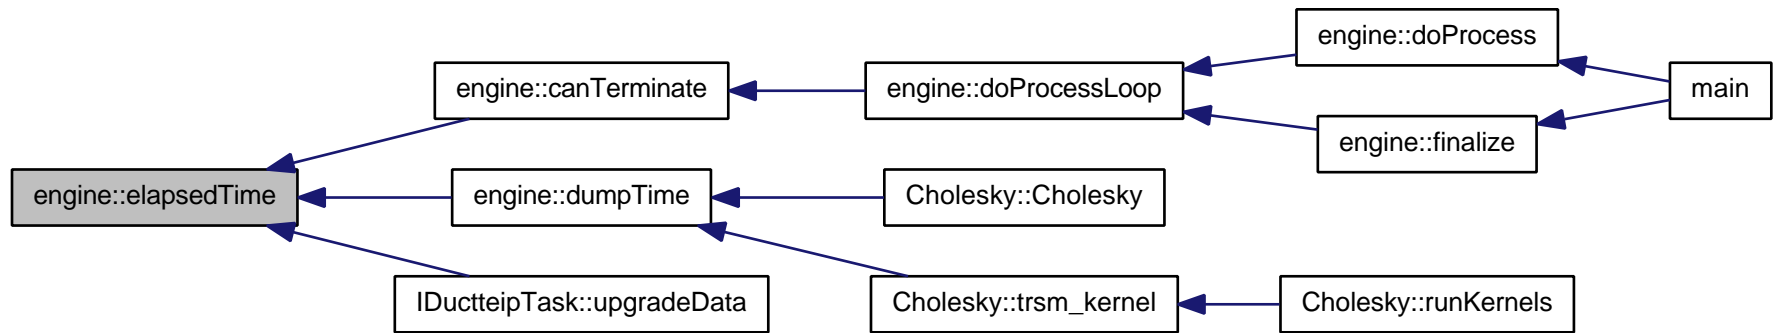 engine::doProcess
engine::canTerminate
engine::doProcessLoop
main
engine::finalize
engine::elapsedTime
engine::dumpTime
Cholesky::Cholesky
IDuctteipTask::upgradeData
Cholesky::trsm_kernel
Cholesky::runKernels